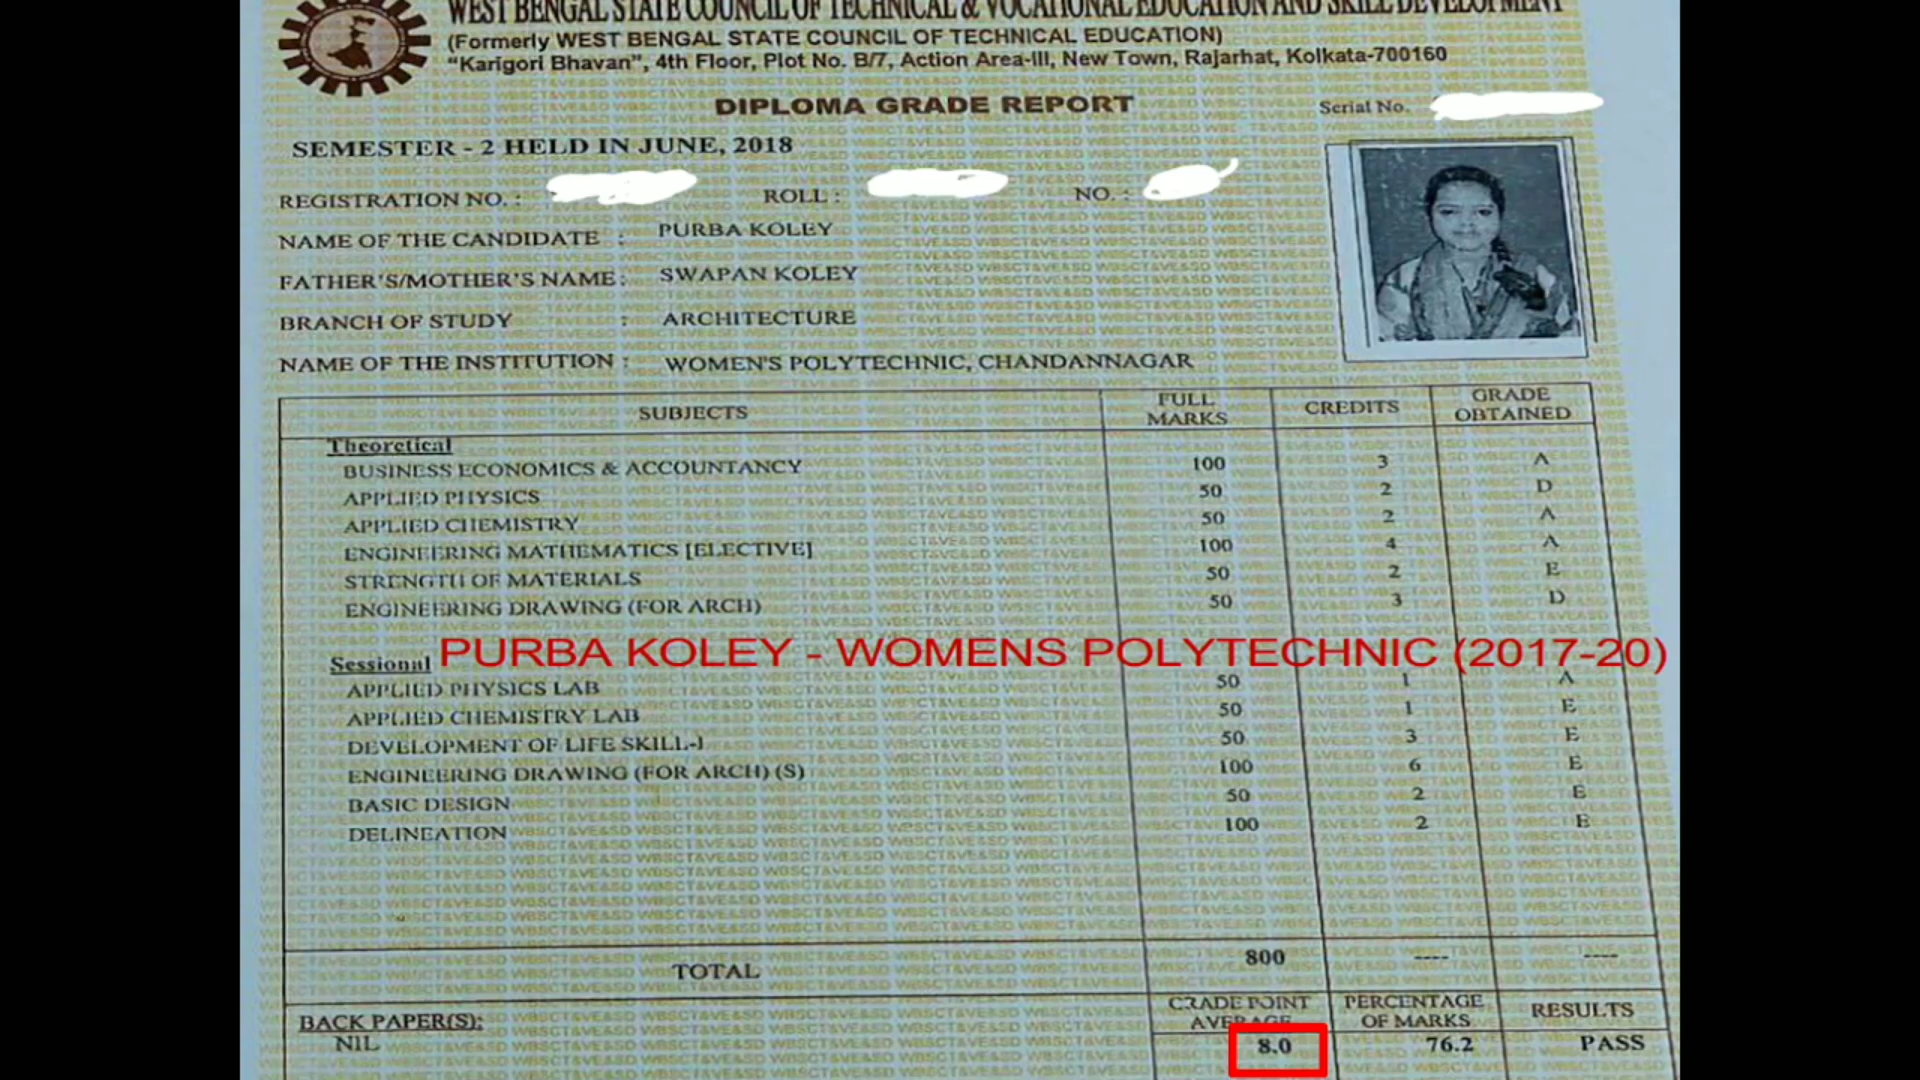 WEST BENGAL STATE COUNCIL OF TECHNICAL & VOCATIONAL EDUCATION AND SKILL DEVELOPMENT
(Formerly WEST BENGAL STATE COUNCIL OF TECHNICAL EDUCATION)
“Karigori Bhavan”, 4th Floor, Plot No. B/7, Action Area-III, New Town, Rajarhat, Kolkata-700160
DIPLOMA GRADE REPORT
Serial No.
SEMESTER - 2 HELD IN JUNE, 2018
REGISTRATION NO. : ROLL : NO. :
NAME OF THE CANDIDATE : PURBA KOLEY
FATHER'S/MOTHER'S NAME : SWAPAN KOLEY
BRANCH OF STUDY : ARCHITECTURE
NAME OF THE INSTITUTION : WOMEN'S POLYTECHNIC, CHANDANNAGAR
SUBJECTS FULL MARKS CREDITS GRADE OBTAINED
Theoretical
BUSINESS ECONOMICS & ACCOUNTANCY 100 3 A
APPLIED PHYSICS 50 2 D
APPLIED CHEMISTRY 50 2 A
ENGINEERING MATHEMATICS [ELECTIVE] 100 4 A
STRENGTH OF MATERIALS 50 2 E
ENGINEERING DRAWING (FOR ARCH) 50 3 D
PURBA KOLEY - WOMENS POLYTECHNIC (2017-20)
Sessional
APPLIED PHYSICS LAB 50 1 A
APPLIED CHEMISTRY LAB 50 1 E
DEVELOPMENT OF LIFE SKILL-I 50 3 E
ENGINEERING DRAWING (FOR ARCH) (S) 100 6 E
BASIC DESIGN 50 2 E
DELINEATION 100 2 E
TOTAL 800 ---- ----
BACK PAPER(S): GRADE POINT AVERAGE PERCENTAGE OF MARKS RESULTS
NIL 8.0 76.2 PASS